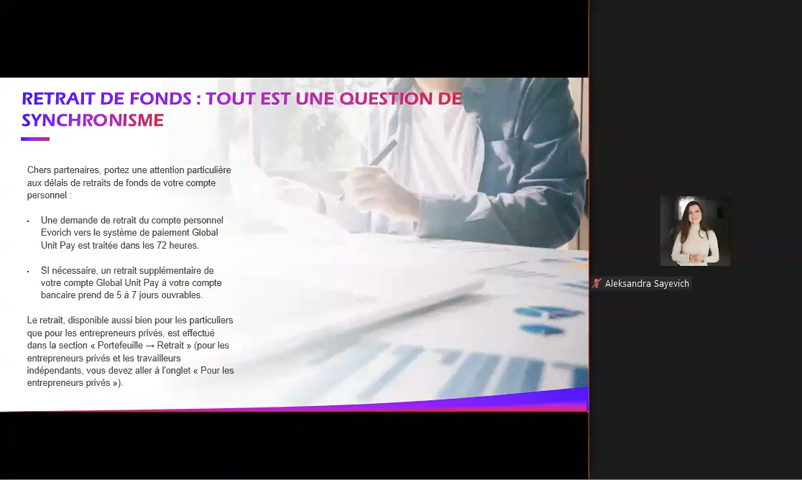 RETRAIT DE FONDS : TOUT EST UNE QUESTION DE
SYNCHRONISME
Chers partenaires, portez une attention particulière
aux délais de retraits de fonds de votre compte
personnel :
• Une demande de retrait du compte personnel
Evorich vers le système de paiement Global
Unit Pay est traitée dans les 72 heures.
• SI nécessaire, un retrait supplémentaire de
votre compte Global Unit Pay à votre compte
bancaire prend de 5 à 7 jours ouvrables.
Le retrait, disponible aussi bien pour les particuliers
que pour les entrepreneurs privés, est effectué
dans la section « Portefeuille → Retrait » (pour les
entrepreneurs privés et les travailleurs
indépendants, vous devez aller à l'onglet « Pour les
entrepreneurs privés »).
Aleksandra Sayevich